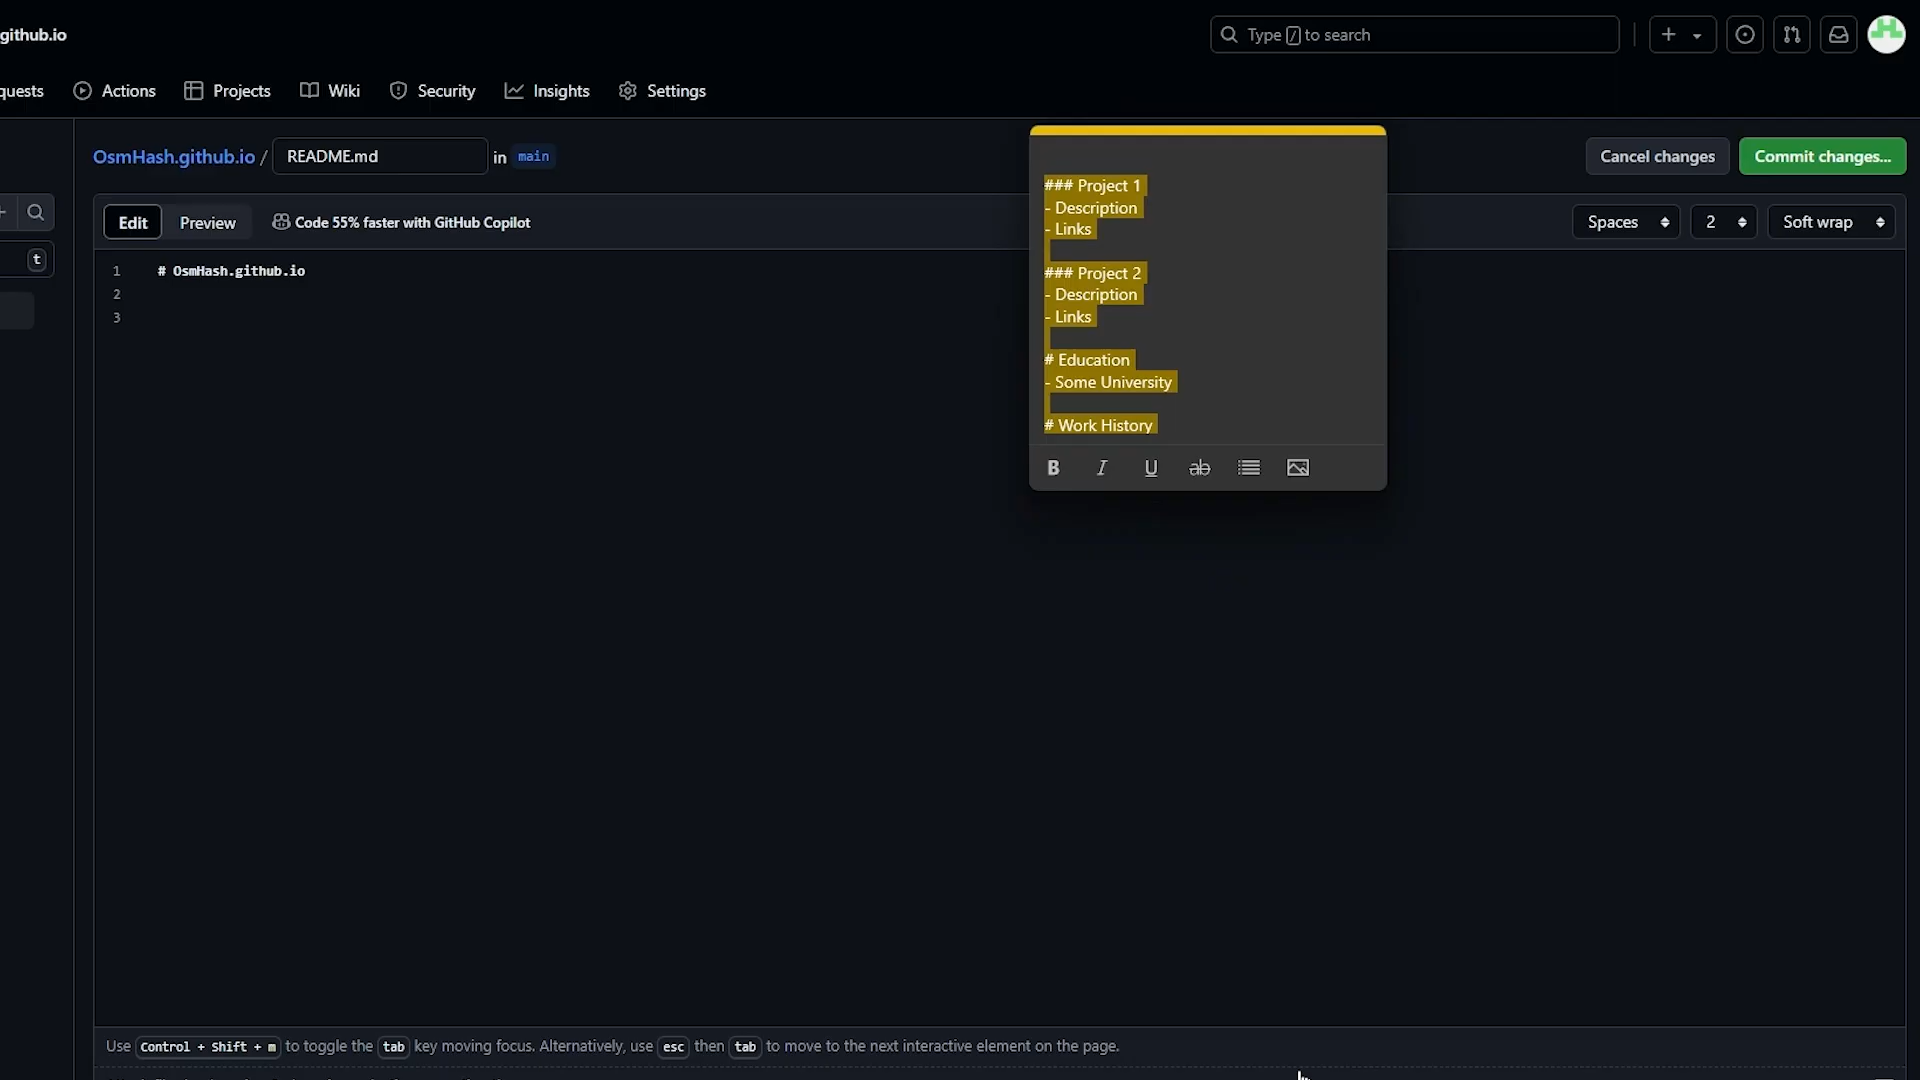 github.io
Type / to search
quests
Actions
Projects
Wiki
Security
Insights
Settings
OsmHash.github.io / README.md in main
Cancel changes
Commit changes...
Edit
Preview
Code 55% faster with GitHub Copilot
Spaces
2
Soft wrap
t
1 # OsmHash.github.io
2
3
### Project 1
- Description
- Links
### Project 2
- Description
- Links
# Education
- Some University
# Work History
B I U ab
Use Control + Shift + m to toggle the tab key moving focus. Alternatively, use esc then tab to move to the next interactive element on the page.